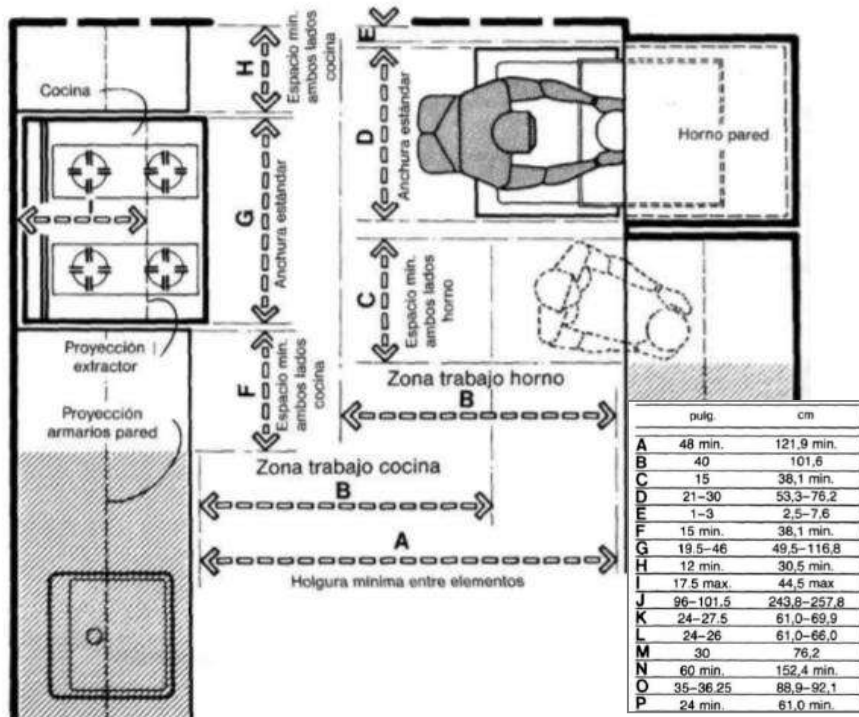 E
H
Espacio mín.
ambos lados
cocina
Cocina
D
Anchura estándar
Horno pared
G
Anchura estándar
I
C
Espacio mín.
ambos lados
horno
Proyección
extractor
F
Espacio mín.
ambos lados
cocina
Zona trabajo horno
B
Proyección
armarios pared
Zona trabajo cocina
B
A
Holgura mínima entre elementos
pulg. cm
A 48 min. 121,9 min.
B 40 101,6
C 15 38,1 min.
D 21–30 53,3–76,2
E 1–3 2,5–7,6
F 15 min. 38,1 min.
G 19.5–46 49,5–116,8
H 12 min. 30,5 min.
I 17.5 max. 44,5 max
J 96–101.5 243,8–257,8
K 24–27.5 61,0–69,9
L 24–26 61,0–66,0
M 30 76,2
N 60 min. 152,4 min.
O 35–36.25 88,9–92,1
P 24 min. 61,0 min.